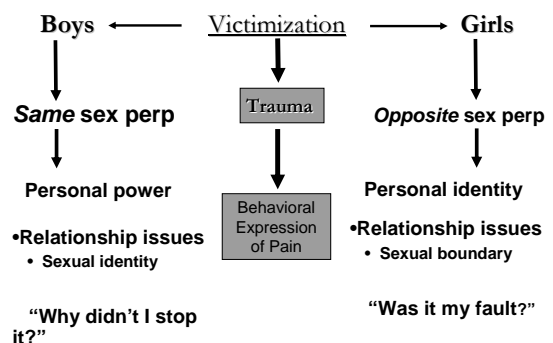 Boys
Victimization
Girls
Same sex perp
Trauma
Opposite sex perp
Personal power
Behavioral
Expression
of Pain
Personal identity
•Relationship issues
• Sexual identity
•Relationship issues
• Sexual boundary
“Why didn’t I stop
it?”
“Was it my fault?”